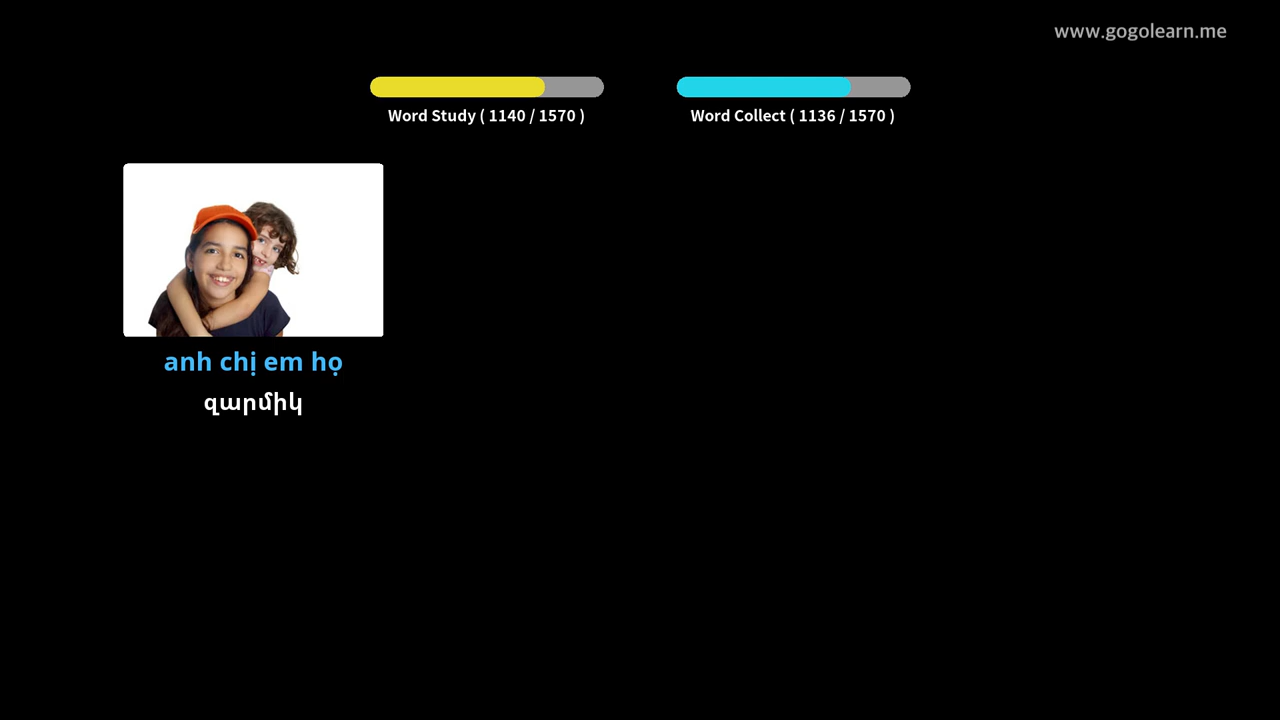 www.gogolearn.me
Word Study ( 1140 / 1570 )
Word Collect ( 1136 / 1570 )
anh chị em họ
զարմիկ